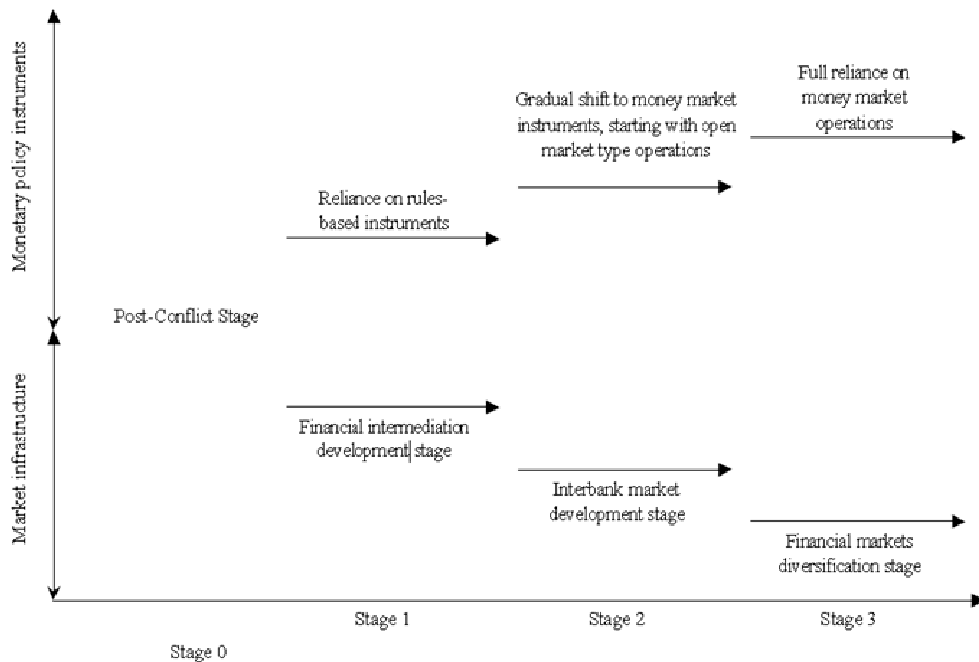 Monetary policy instruments
Full reliance on
money market
operations
Gradual shift to money market
instruments, starting with open
market type operations
Reliance on rules-
based instruments
Post-Conflict Stage
Market infrastructure
Financial intermediation
development stage
Interbank market
development stage
Financial markets
diversification stage
Stage 1
Stage 2
Stage 3
Stage 0